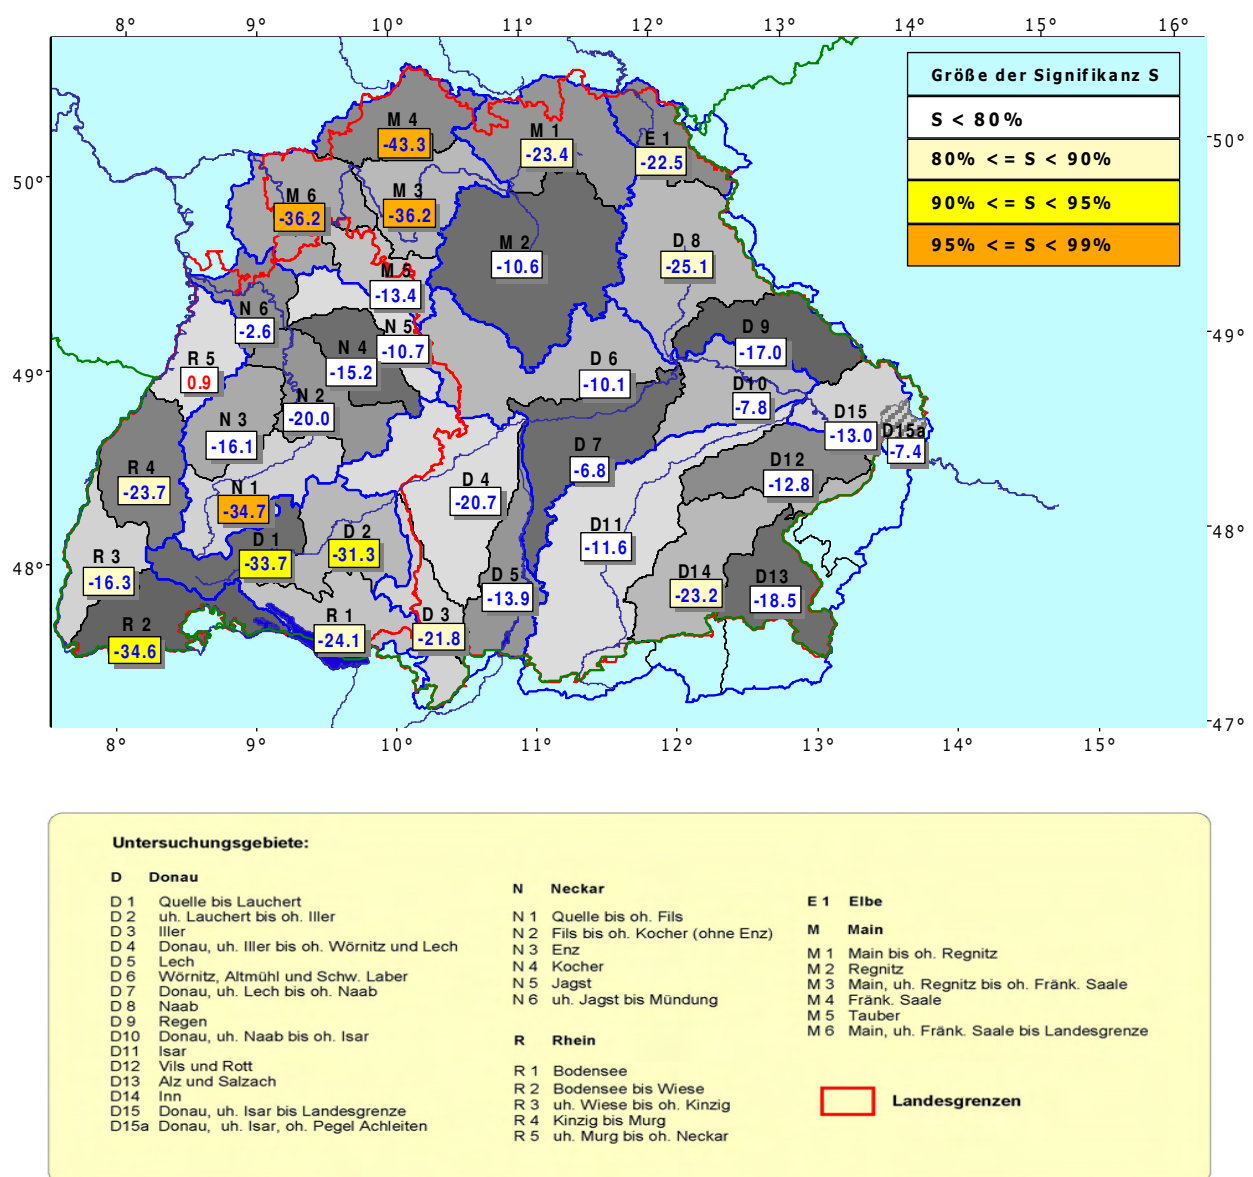 8° 9° 10° 11° 12° 13° 14° 15° 16°
Größe der Signifikanz S
S < 80%
80% <= S < 90%
90% <= S < 95%
95% <= S < 99%
50°
50°
49°
49°
48°
48°
47°
M 4
-43.3
M 1
-23.4
E 1
-22.5
M 6
-36.2
M 3
-36.2
M 2
-10.6
D 8
-25.1
M 5
-13.4
N 6
-2.6
N 5
-10.7
N 4
-15.2
D 9
-17.0
R 5
0.9
D 6
-10.1
D10
-7.8
N 2
-20.0
N 3
-16.1
D15
-13.0
D15a
-7.4
D 7
-6.8
R 4
-23.7
D 4
-20.7
D12
-12.8
N 1
-34.7
D 1
-33.7
D 2
-31.3
D11
-11.6
R 3
-16.3
D 5
-13.9
D14
-23.2
D13
-18.5
R 2
-34.6
R 1
-24.1
D 3
-21.8
8° 9° 10° 11° 12° 13° 14° 15°
Untersuchungsgebiete:
D Donau
D 1 Quelle bis Lauchert
D 2 uh. Lauchert bis oh. Iller
D 3 Iller
D 4 Donau, uh. Iller bis oh. Wörnitz und Lech
D 5 Lech
D 6 Wörnitz, Altmühl und Schw. Laber
D 7 Donau, uh. Lech bis oh. Naab
D 8 Naab
D 9 Regen
D10 Donau, uh. Naab bis oh. Isar
D11 Isar
D12 Vils und Rott
D13 Alz und Salzach
D14 Inn
D15 Donau, uh. Isar bis Landesgrenze
D15a Donau, uh. Isar, oh. Pegel Achleiten
N Neckar
N 1 Quelle bis oh. Fils
N 2 Fils bis oh. Kocher (ohne Enz)
N 3 Enz
N 4 Kocher
N 5 Jagst
N 6 uh. Jagst bis Mündung
R Rhein
R 1 Bodensee
R 2 Bodensee bis Wiese
R 3 uh. Wiese bis oh. Kinzig
R 4 Kinzig bis Murg
R 5 uh. Murg bis oh. Neckar
E 1 Elbe
M Main
M 1 Main bis oh. Regnitz
M 2 Regnitz
M 3 Main, uh. Regnitz bis oh. Fränk. Saale
M 4 Fränk. Saale
M 5 Tauber
M 6 Main, uh. Fränk. Saale bis Landesgrenze
Landesgrenzen